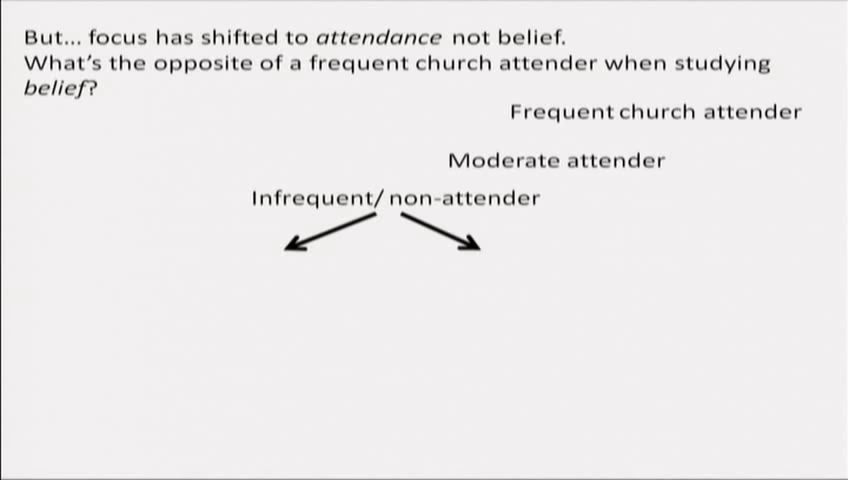 But... focus has shifted to attendance not belief.
What's the opposite of a frequent church attender when studying
belief?
Frequent church attender
Moderate attender
Infrequent/ non-attender